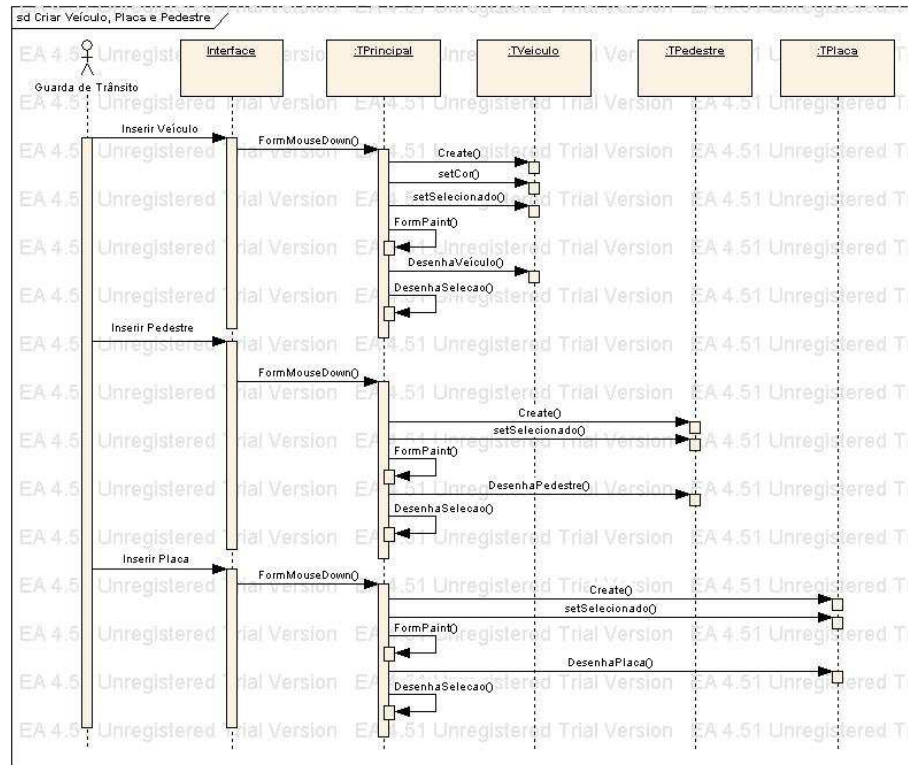 sd Criar Veículo, Placa e Pedestre
Interface
:TPrincipal
:TVeiculo
:TPedestre
:TPlaca
Guarda de Trânsito
Inserir Veículo
FormMouseDown()
Create()
setCor()
setSelecionado()
FormPaint()
DesenhaVeículo()
DesenhaSelecao()
Inserir Pedestre
FormMouseDown()
Create()
setSelecionado()
FormPaint()
DesenhaPedestre()
DesenhaSelecao()
Inserir Placa
FormMouseDown()
Create()
setSelecionado()
FormPaint()
DesenhaPlaca()
DesenhaSelecao()
EA 4.51 Unregistered Trial Version